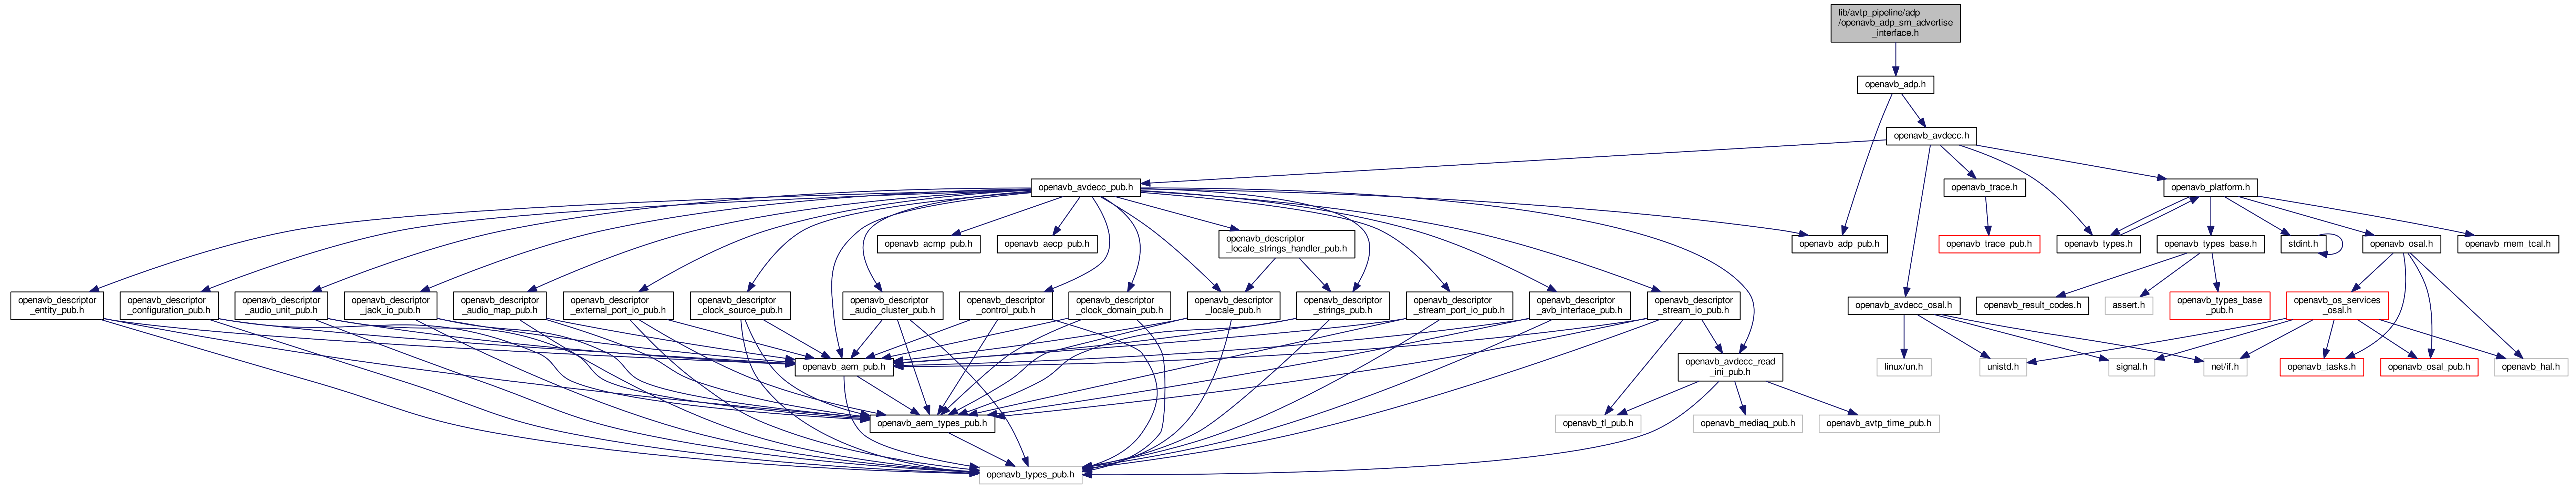 lib/avtp_pipeline/adp
/openavb_adp_sm_advertise
_interface.h
openavb_adp.h
openavb_avdecc.h
openavb_avdecc_pub.h
openavb_trace.h
openavb_platform.h
openavb_acmp_pub.h
openavb_aecp_pub.h
openavb_descriptor
_locale_strings_handler_pub.h
openavb_adp_pub.h
openavb_trace_pub.h
openavb_types.h
openavb_types_base.h
stdint.h
openavb_osal.h
openavb_mem_tcal.h
openavb_descriptor
_entity_pub.h
openavb_descriptor
_configuration_pub.h
openavb_descriptor
_audio_unit_pub.h
openavb_descriptor
_jack_io_pub.h
openavb_descriptor
_audio_map_pub.h
openavb_descriptor
_external_port_io_pub.h
openavb_descriptor
_clock_source_pub.h
openavb_descriptor
_audio_cluster_pub.h
openavb_descriptor
_control_pub.h
openavb_descriptor
_clock_domain_pub.h
openavb_descriptor
_locale_pub.h
openavb_descriptor
_strings_pub.h
openavb_descriptor
_stream_port_io_pub.h
openavb_descriptor
_avb_interface_pub.h
openavb_descriptor
_stream_io_pub.h
openavb_avdecc_osal.h
openavb_result_codes.h
assert.h
openavb_types_base
_pub.h
openavb_os_services
_osal.h
openavb_aem_pub.h
openavb_avdecc_read
_ini_pub.h
linux/un.h
unistd.h
signal.h
net/if.h
openavb_tasks.h
openavb_osal_pub.h
openavb_hal.h
openavb_aem_types_pub.h
openavb_tl_pub.h
openavb_mediaq_pub.h
openavb_avtp_time_pub.h
openavb_types_pub.h